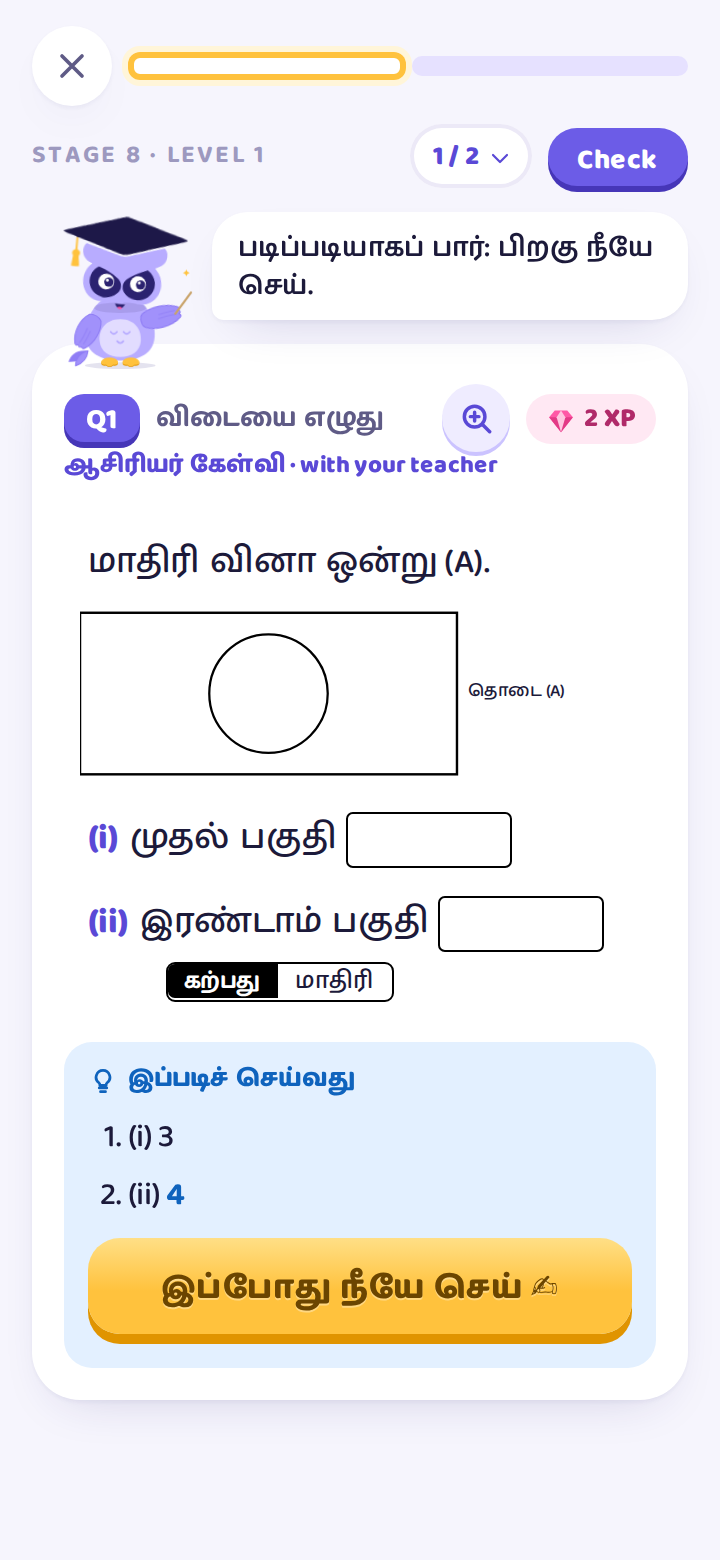 STAGE 8 · LEVEL 1
1 / 2
Check
படிப்படியாகப் பார்: பிறகு நீயே
செய்.
Q1 விடையை எழுது
2 XP
ஆசிரியர் கேள்வி · with your teacher
மாதிரி வினா ஒன்று (A).
தொடை (A)
(i) முதல் பகுதி
(ii) இரண்டாம் பகுதி
கற்பது மாதிரி
இப்படிச் செய்வது
1. (i) 3
2. (ii) 4
இப்போது நீயே செய் ✍